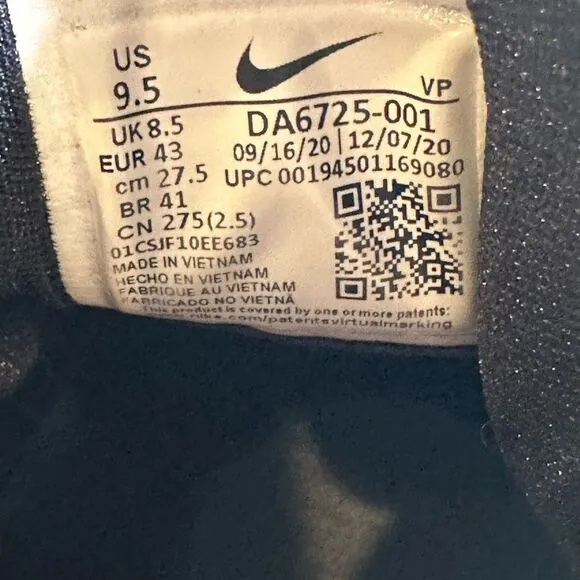 US
9.5
VP
UK 8.5
DA6725-001
EUR 43
09/16/20 | 12/07/20
cm 27.5
UPC 00194501169080
BR 41
CN 275(2.5)
01CSJF10EE683
MADE IN VIETNAM
HECHO EN VIETNAM
FABRIQUE AU VIETNAM
FABRICADO NO VIETNÃ
This product is covered by one or more patents:
.com/patentsvirtualmarking